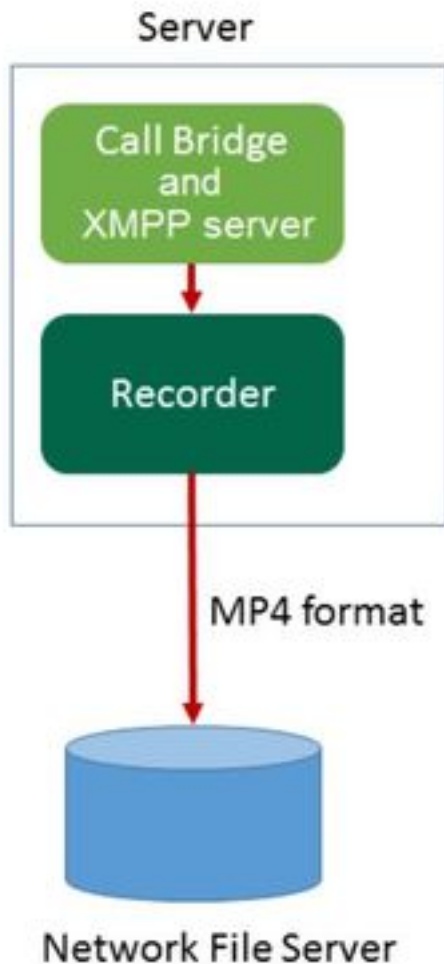 Server
Call Bridge
and
XMPP server
Recorder
MP4 format
Network File Server